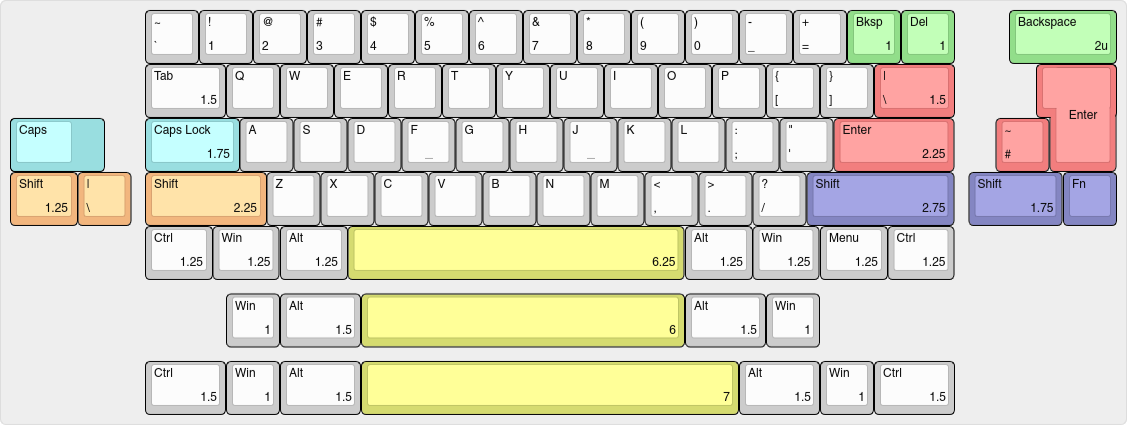 ~ ! @ # $ % ^ & * ( ) - + Bksp Del Backspace
` 1 2 3 4 5 6 7 8 9 0 _ = 1 1 2u
Tab Q W E R T Y U I O P { } |
1.5 [ ] \ 1.5
Enter
Caps Caps Lock A S D F G H J K L : " Enter ~
1.75 _ _ ; ' 2.25 #
Shift | Shift Z X C V B N M < > ? Shift Shift Fn
1.25 \ 2.25 , . / 2.75 1.75
Ctrl Win Alt Alt Win Menu Ctrl
1.25 1.25 1.25 6.25 1.25 1.25 1.25 1.25
Win Alt Alt Win
1 1.5 6 1.5 1
Ctrl Win Alt Alt Win Ctrl
1.5 1 1.5 7 1.5 1 1.5